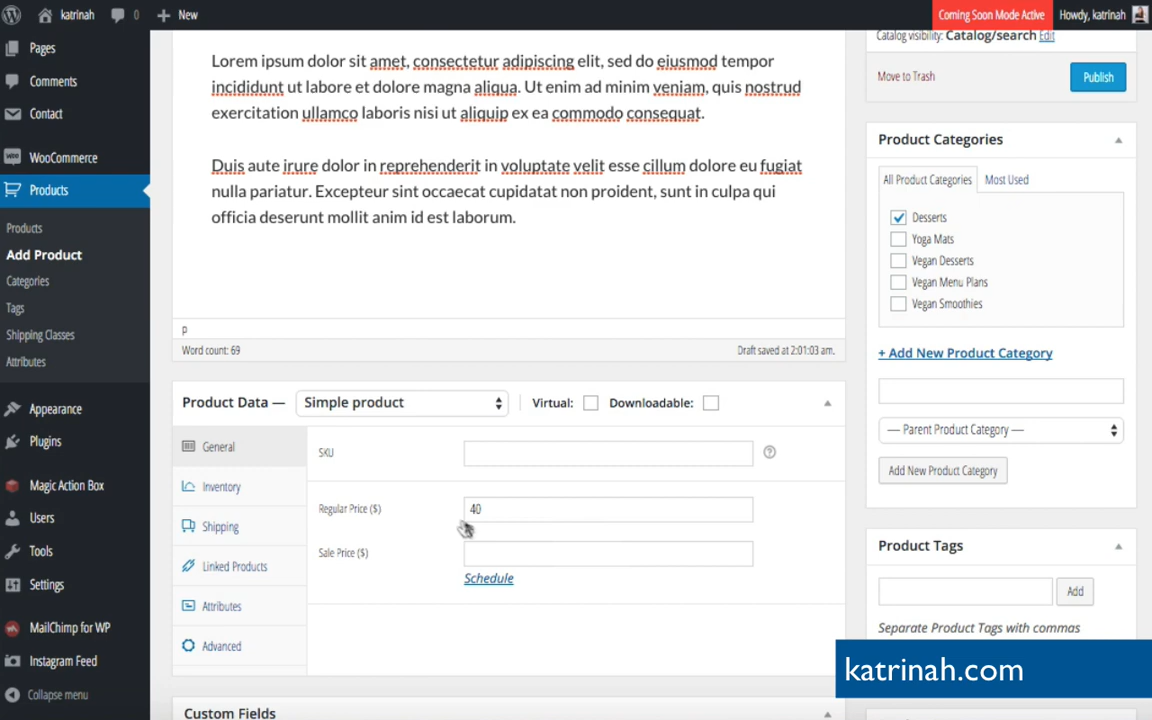 katrinah
0
New
Coming Soon Mode Active
Howdy, katrinah
Pages
Comments
Contact
WooCommerce
Products
Products
Add Product
Categories
Tags
Shipping Classes
Attributes
Appearance
Plugins
Magic Action Box
Users
Tools
Settings
MailChimp for WP
Instagram Feed
Collapse menu
Lorem ipsum dolor sit amet, consectetur adipiscing elit, sed do eiusmod tempor
incididunt ut labore et dolore magna aliqua. Ut enim ad minim veniam, quis nostrud
exercitation ullamco laboris nisi ut aliquip ex ea commodo consequat.
Duis aute irure dolor in reprehenderit in voluptate velit esse cillum dolore eu fugiat
nulla pariatur. Excepteur sint occaecat cupidatat non proident, sunt in culpa qui
officia deserunt mollit anim id est laborum.
p
Word count: 69
Draft saved at 2:01:03 am.
Product Data — Simple product
Virtual:
Downloadable:
General
Inventory
Shipping
Linked Products
Attributes
Advanced
SKU
Regular Price ($)
40
Sale Price ($)
Schedule
Custom Fields
Catalog visibility: Catalog/search Edit
Move to Trash
Publish
Product Categories
All Product Categories
Most Used
Desserts
Yoga Mats
Vegan Desserts
Vegan Menu Plans
Vegan Smoothies
+ Add New Product Category
— Parent Product Category —
Add New Product Category
Product Tags
Add
Separate Product Tags with commas
katrinah.com